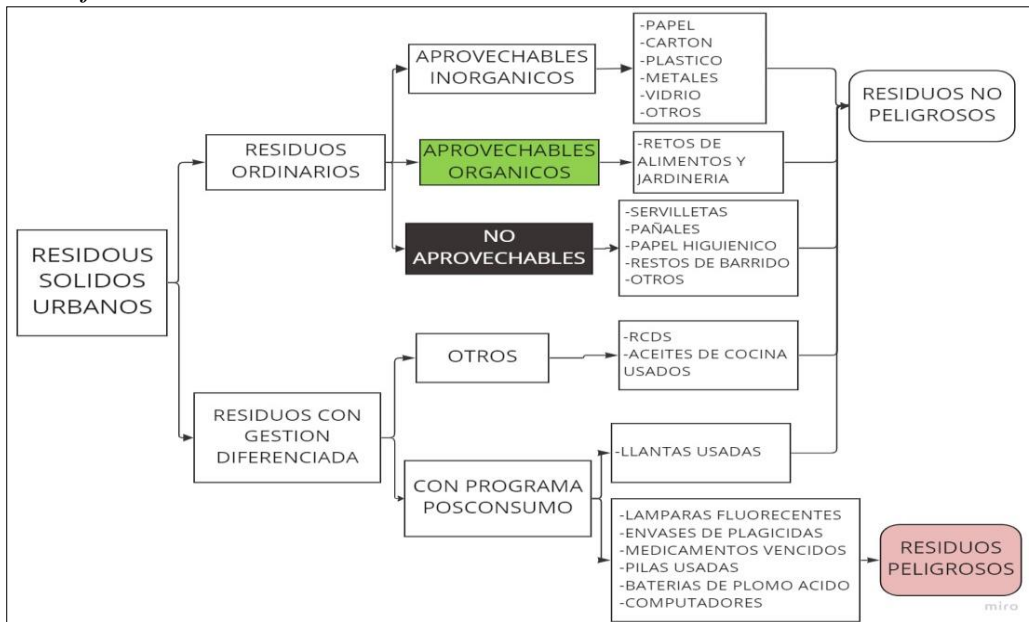 RESIDOUS
SOLIDOS
URBANOS
RESIDUOS
ORDINARIOS
APROVECHABLES
INORGANICOS
-PAPEL
-CARTON
-PLASTICO
-METALES
-VIDRIO
-OTROS
APROVECHABLES
ORGANICOS
-RETOS DE
ALIMENTOS Y
JARDINERIA
NO
APROVECHABLES
-SERVILLETAS
-PAÑALES
-PAPEL HIGUIENICO
-RESTOS DE BARRIDO
-OTROS
RESIDUOS NO
PELIGROSOS
RESIDUOS CON
GESTION
DIFERENCIADA
OTROS
-RCDS
-ACEITES DE COCINA
USADOS
CON PROGRAMA
POSCONSUMO
-LLANTAS USADAS
-LAMPARAS FLUORECENTES
-ENVASES DE PLAGICIDAS
-MEDICAMENTOS VENCIDOS
-PILAS USADAS
-BATERIAS DE PLOMO ACIDO
-COMPUTADORES
RESIDUOS
PELIGROSOS
miro